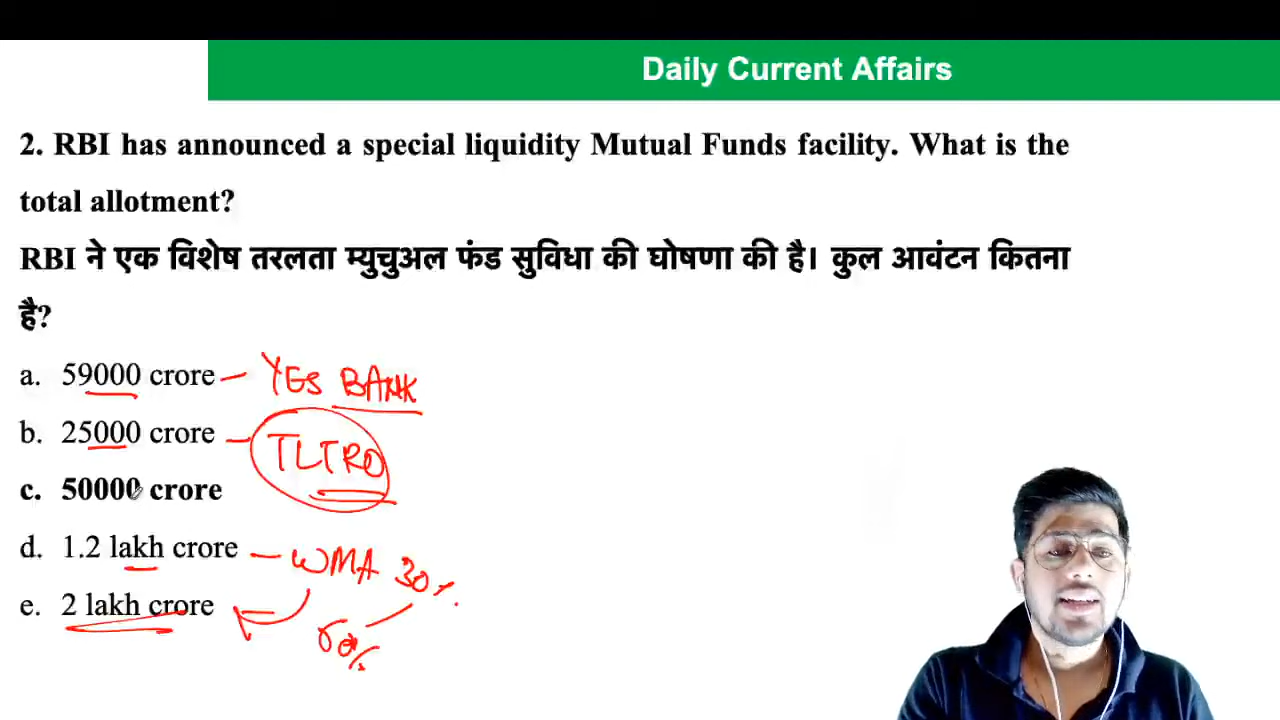 Daily Current Affairs
2. RBI has announced a special liquidity Mutual Funds facility. What is the
total allotment?
RBI ने एक विशेष तरलता म्युचुअल फंड सुविधा की घोषणा की है। कुल आवंटन कितना
है?
a. 59000 crore – YES BANK
b. 25000 crore – TLTRO
c. 50000 crore
d. 1.2 lakh crore – WMA 30%
e. 2 lakh crore 60%